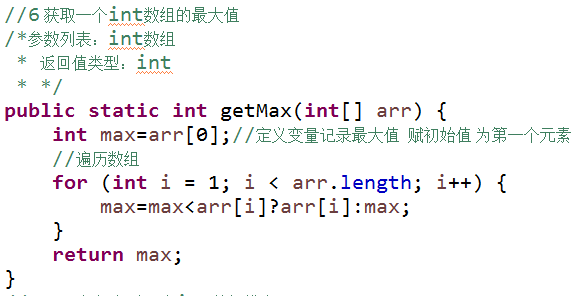 //6 获取一个int数组的最大值
/*参数列表：int数组
 * 返回值类型：int
 * */
public static int getMax(int[] arr) {
    int max=arr[0];//定义变量记录最大值 赋初始值 为第一个元素
    //遍历数组
    for (int i = 1; i < arr.length; i++) {
        max=max<arr[i]?arr[i]:max;
    }
    return max;
}